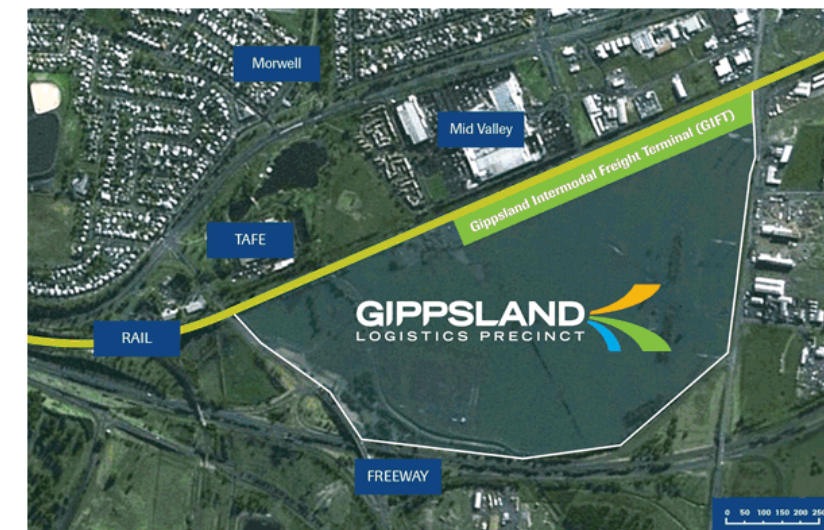 Morwell
Mid Valley
Gippsland Intermodal Freight Terminal (GIFT)
TAFE
GIPPSLAND
LOGISTICS PRECINCT
RAIL
FREEWAY
0 50 100 150 200 250